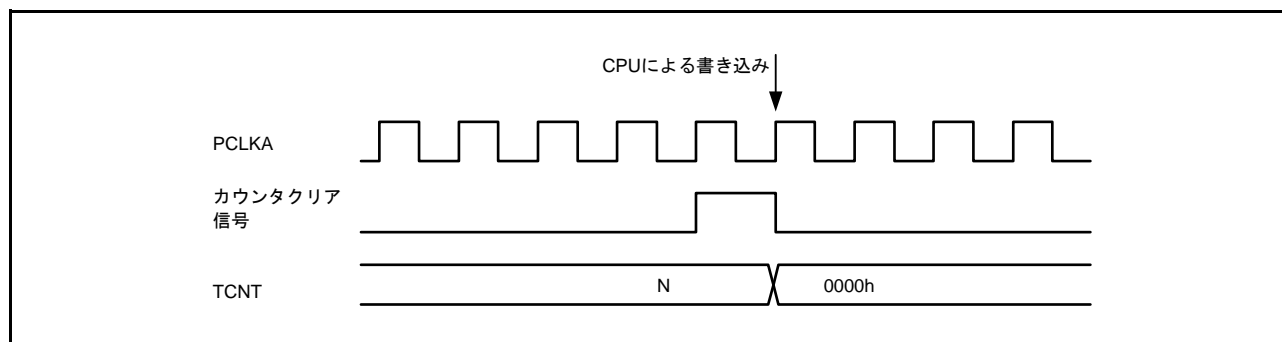 CPUによる書き込み
PCLKA
カウンタクリア
信号
TCNT
N
0000h